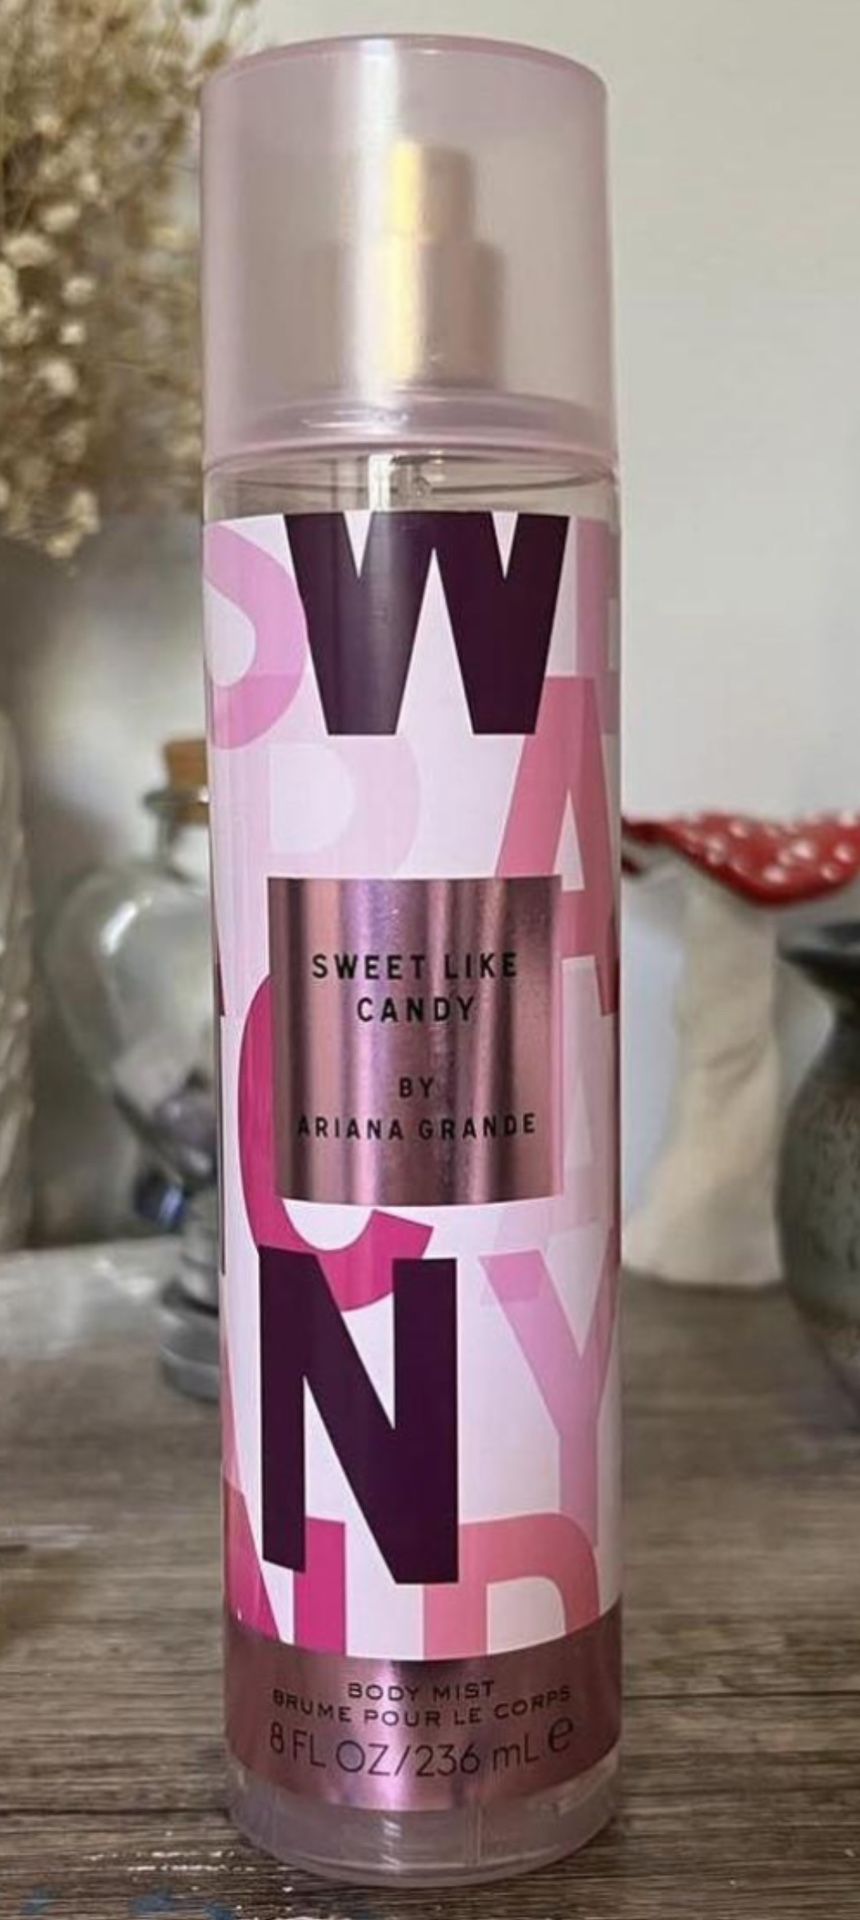 W
SWEET LIKE
CANDY
BY
ARIANA GRANDE
C
A
N
Y
D
BODY MIST
BRUME POUR LE CORPS
8 FL OZ/236 mL e